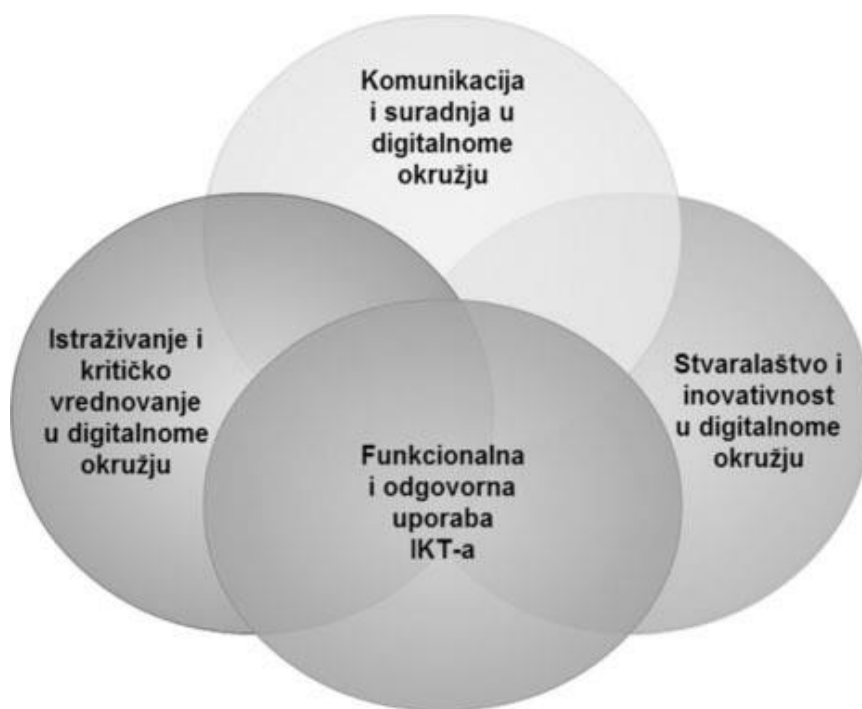 Komunikacija
i suradnja u
digitalnome
okružju
Istraživanje i
kritičko
vrednovanje
u digitalnome
okružju
Stvaralaštvo i
inovativnost
u digitalnome
okružju
Funkcionalna
i odgovorna
uporaba
IKT-a